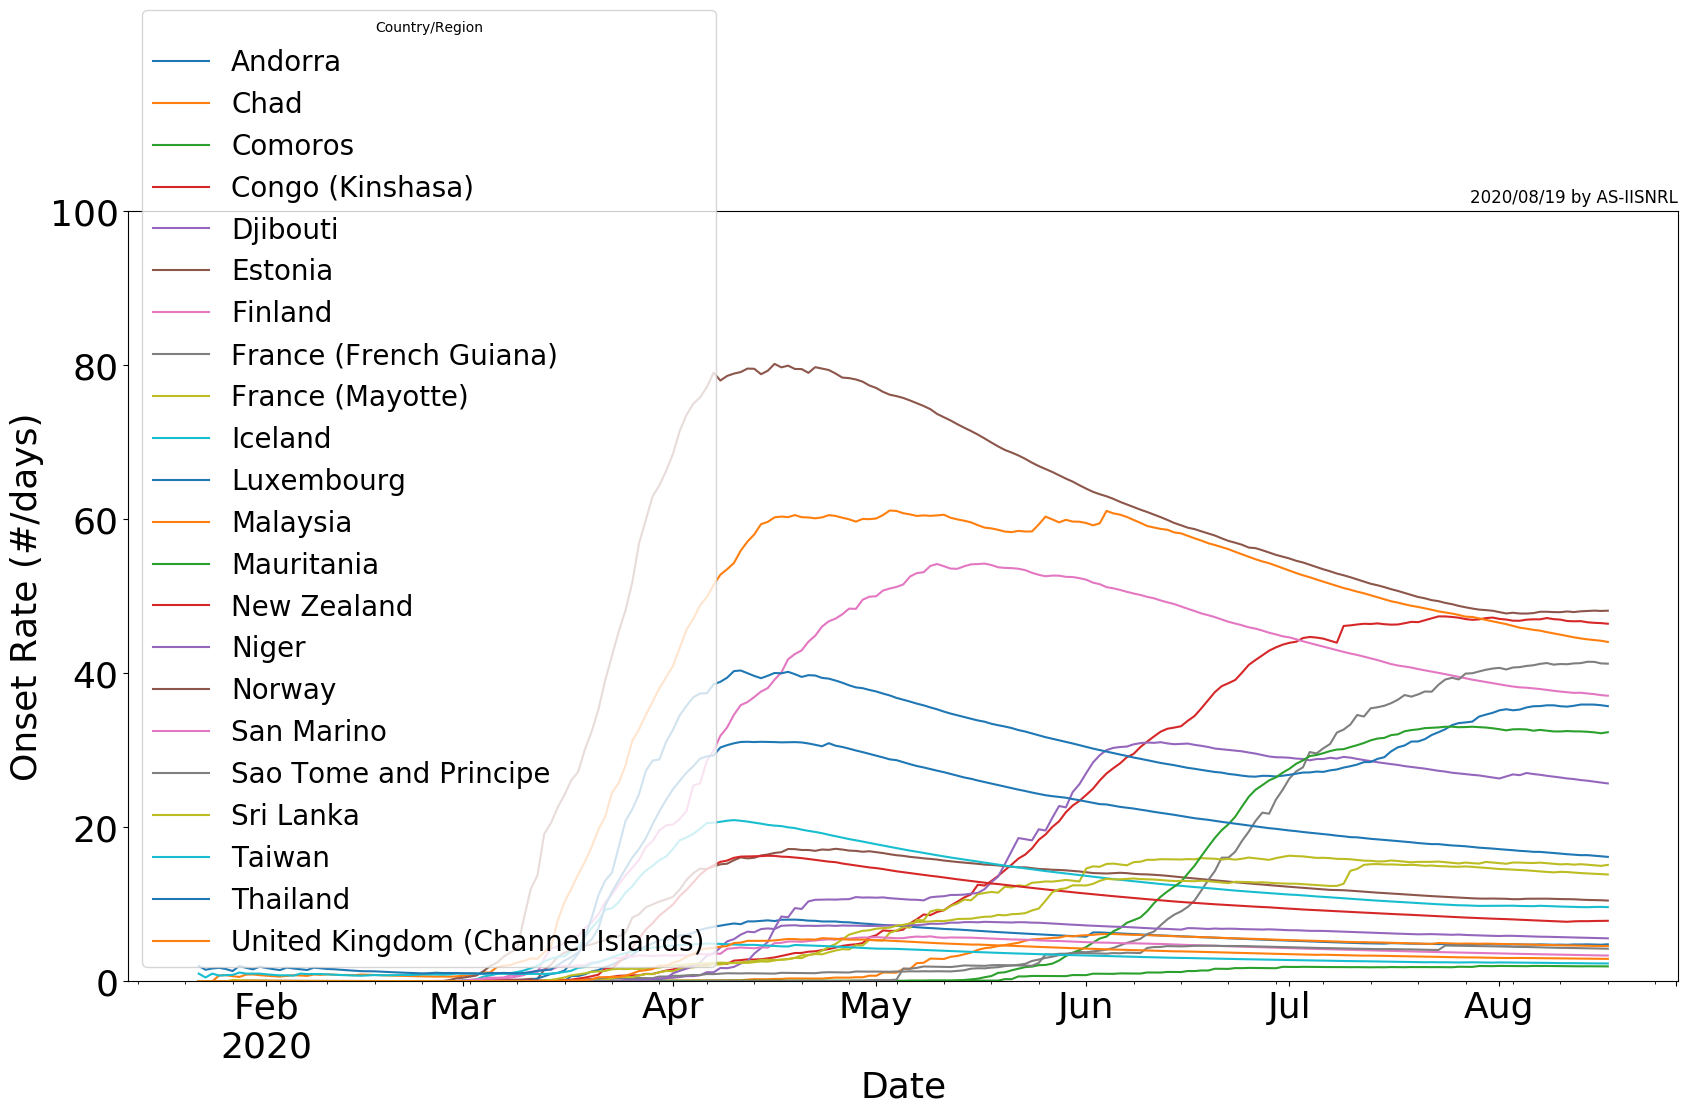 Country/Region
Andorra
Chad
Comoros
Congo (Kinshasa)
Djibouti
Estonia
Finland
France (French Guiana)
France (Mayotte)
Iceland
Luxembourg
Malaysia
Mauritania
New Zealand
Niger
Norway
San Marino
Sao Tome and Principe
Sri Lanka
Taiwan
Thailand
United Kingdom (Channel Islands)
2020/08/19 by AS-IISNRL
100
80
60
40
20
0
Onset Rate (#/days)
Feb Mar Apr May Jun Jul Aug
2020
Date